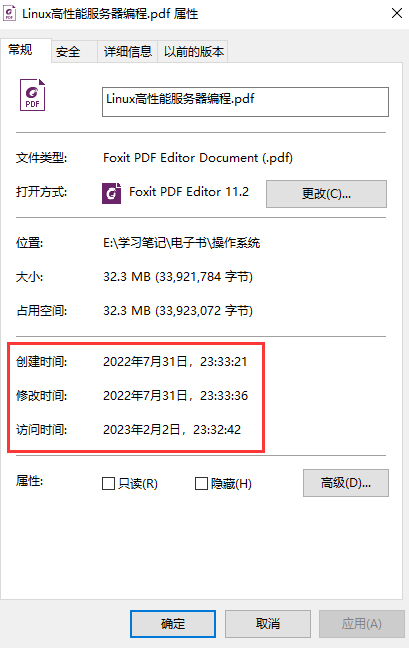 Linux高性能服务器编程.pdf 属性
常规 安全 详细信息 以前的版本
PDF
Linux高性能服务器编程.pdf
文件类型: Foxit PDF Editor Document (.pdf)
打开方式: Foxit PDF Editor 11.2 更改(C)...
位置: E:\学习笔记\电子书\操作系统
大小: 32.3 MB (33,921,784 字节)
占用空间: 32.3 MB (33,923,072 字节)
创建时间: 2022年7月31日，23:33:21
修改时间: 2022年7月31日，23:33:36
访问时间: 2023年2月2日，23:32:42
属性: 只读(R) 隐藏(H) 高级(D)...
确定 取消 应用(A)